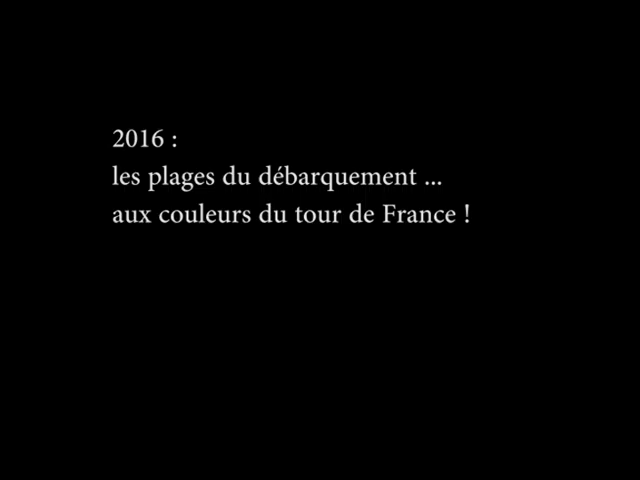 2016 :
les plages du débarquement ...
aux couleurs du tour de France !